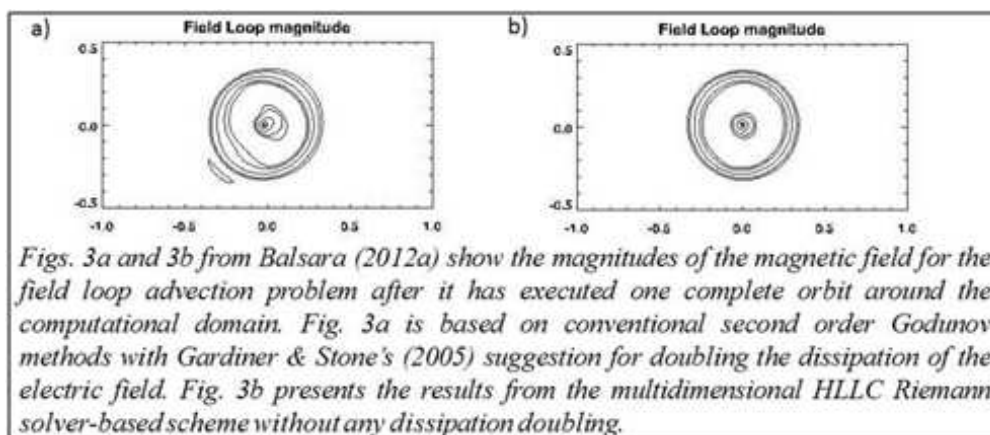 a) Field Loop magnitude b) Field Loop magnitude
0.5 0.5
0.0 0.0
-0.5 -0.5
-1.0 -0.5 0.0 0.5 1.0 -1.0 -0.5 0.0 0.5 1.0
Figs. 3a and 3b from Balsara (2012a) show the magnitudes of the magnetic field for the
field loop advection problem after it has executed one complete orbit around the
computational domain. Fig. 3a is based on conventional second order Godunov
methods with Gardiner & Stone's (2005) suggestion for doubling the dissipation of the
electric field. Fig. 3b presents the results from the multidimensional HLLC Riemann
solver-based scheme without any dissipation doubling.